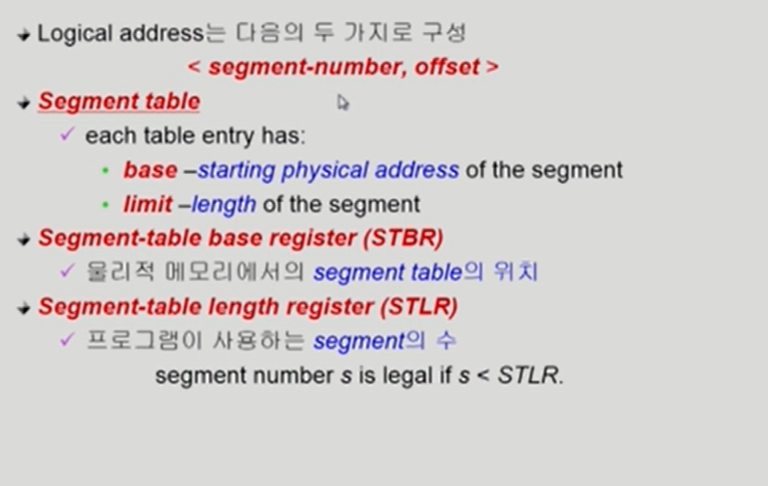 Logical address는 다음의 두 가지로 구성
< segment-number, offset >
Segment table
each table entry has:
base –starting physical address of the segment
limit –length of the segment
Segment-table base register (STBR)
물리적 메모리에서의 segment table의 위치
Segment-table length register (STLR)
프로그램이 사용하는 segment의 수
segment number s is legal if s < STLR.